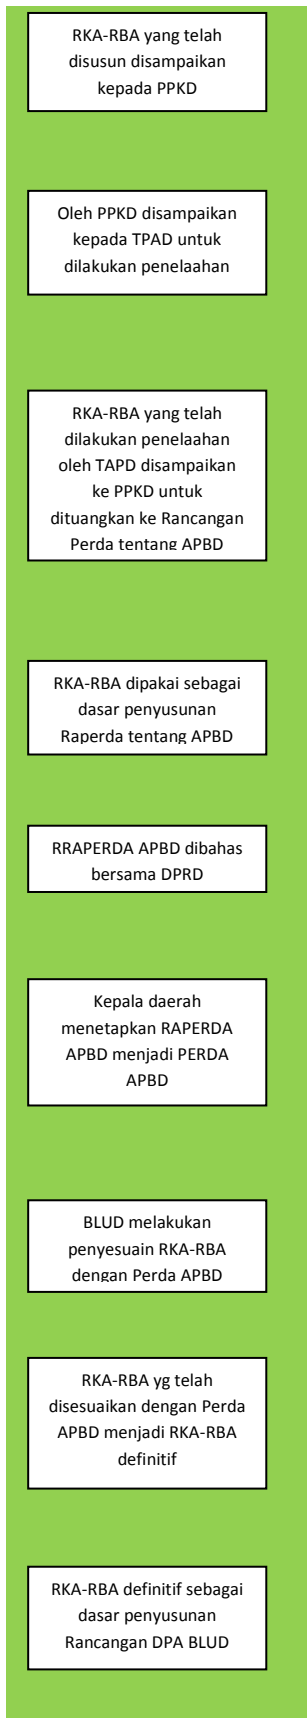 RKA-RBA yang telah
disusun disampaikan
kepada PPKD
Oleh PPKD disampaikan
kepada TPAD untuk
dilakukan penelaahan
RKA-RBA yang telah
dilakukan penelaahan
oleh TAPD disampaikan
ke PPKD untuk
dituangkan ke Rancangan
Perda tentang APBD
RKA-RBA dipakai sebagai
dasar penyusunan
Raperda tentang APBD
RRAPERDA APBD dibahas
bersama DPRD
Kepala daerah
menetapkan RAPERDA
APBD menjadi PERDA
APBD
BLUD melakukan
penyesuain RKA-RBA
dengan Perda APBD
RKA-RBA yg telah
disesuaikan dengan Perda
APBD menjadi RKA-RBA
definitif
RKA-RBA definitif sebagai
dasar penyusunan
Rancangan DPA BLUD